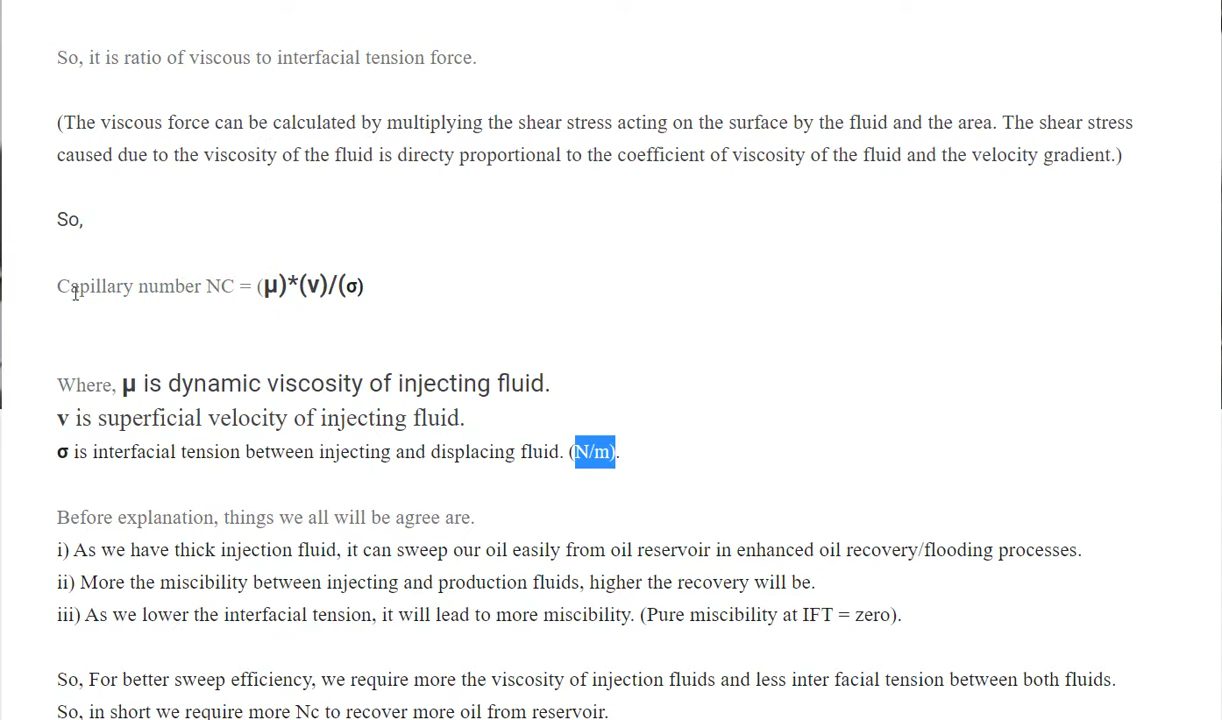 So, it is ratio of viscous to interfacial tension force.
(The viscous force can be calculated by multiplying the shear stress acting on the surface by the fluid and the area. The shear stress
caused due to the viscosity of the fluid is directy proportional to the coefficient of viscosity of the fluid and the velocity gradient.)
So,
Capillary number NC = (μ)*(v)/(σ)
Where, μ is dynamic viscosity of injecting fluid.
v is superficial velocity of injecting fluid.
σ is interfacial tension between injecting and displacing fluid. (N/m).
Before explanation, things we all will be agree are.
i) As we have thick injection fluid, it can sweep our oil easily from oil reservoir in enhanced oil recovery/flooding processes.
ii) More the miscibility between injecting and production fluids, higher the recovery will be.
iii) As we lower the interfacial tension, it will lead to more miscibility. (Pure miscibility at IFT = zero).
So, For better sweep efficiency, we require more the viscosity of injection fluids and less inter facial tension between both fluids.
So, in short we require more Nc to recover more oil from reservoir.